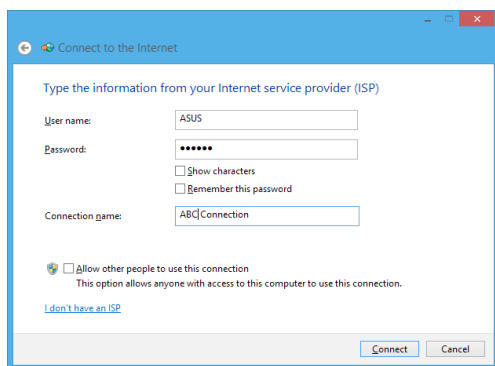 Connect to the Internet
Type the information from your Internet service provider (ISP)
User name: ASUS
Password: ••••••
Show characters
Remember this password
Connection name: ABC Connection
Allow other people to use this connection
This option allows anyone with access to this computer to use this connection.
I don't have an ISP
Connect Cancel